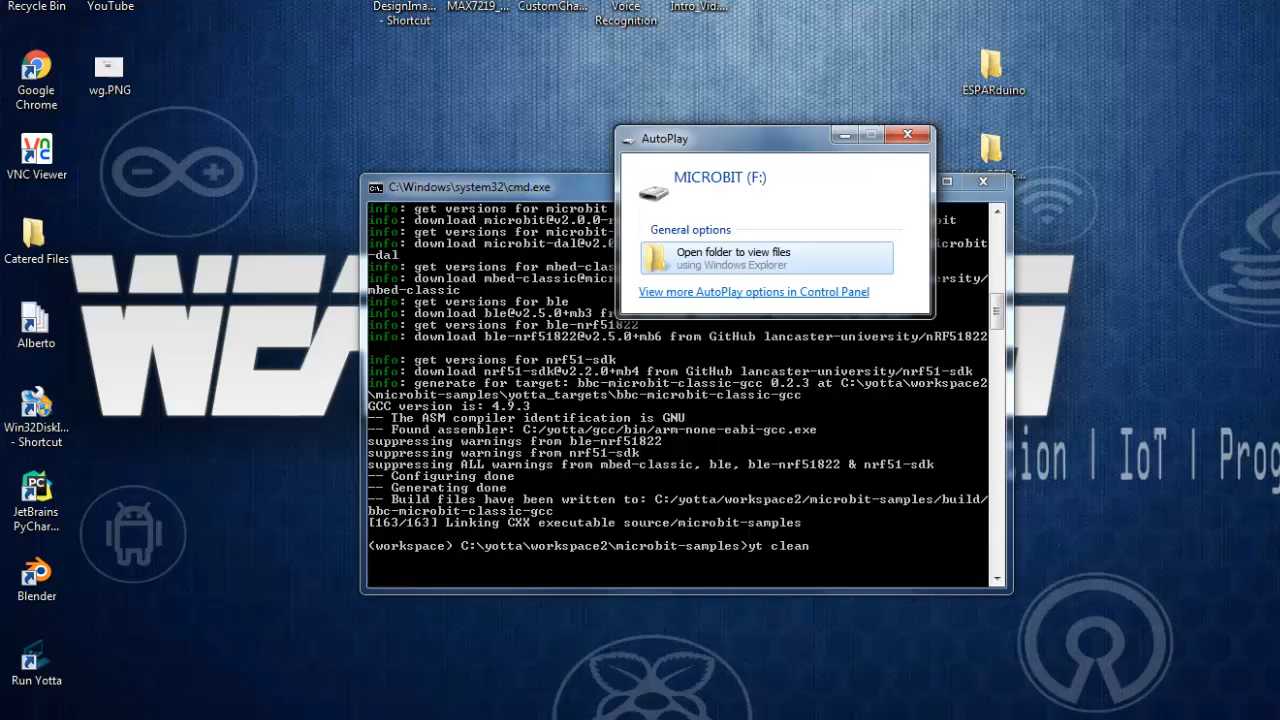 Recycle Bin
YouTube
DesignIma...
- Shortcut
MAX7219_...
CustomCha...
Voice
Recognition
Intro_Vid....
Google
Chrome
wg.PNG
ESPARduino
VNC Viewer
Catered Files
Alberto
Win32DiskI...
- Shortcut
JetBrains
PyChar...
Blender
Run Yotta
AutoPlay
MICROBIT (F:)
General options
Open folder to view files
using Windows Explorer
View more AutoPlay options in Control Panel
C:\Windows\system32\cmd.exe
info: get versions for microbit
info: download microbit@v2.0.0-
info: get versions for microbit-
info: download microbit-dal@v2.0
-dal
info: get versions for mbed-clas
info: download mbed-classic@micr
mbed-classic
info: get versions for ble
info: download ble@v2.5.0+mb3 fr
info: get versions for ble-nrf51822
info: download ble-nrf51822@v2.5.0+mb6 from GitHub lancaster-university/nRF51822
info: get versions for nrf51-sdk
info: download nrf51-sdk@v2.2.0+mb4 from GitHub lancaster-university/nrf51-sdk
info: generate for target: bbc-microbit-classic-gcc 0.2.3 at C:\yotta\workspace2
\microbit-samples\yotta_targets\bbc-microbit-classic-gcc
GCC version is: 4.9.3
-- The ASM compiler identification is GNU
-- Found assembler: C:/yotta/gcc/bin/arm-none-eabi-gcc.exe
suppressing warnings from ble-nrf51822
suppressing warnings from nrf51-sdk
suppressing ALL warnings from mbed-classic, ble, ble-nrf51822 & nrf51-sdk
-- Configuring done
-- Generating done
-- Build files have been written to: C:/yotta/workspace2/microbit-samples/build/
bbc-microbit-classic-gcc
[163/163] Linking CXX executable source/microbit-samples
(workspace) C:\yotta\workspace2\microbit-samples>yt clean
ion | IoT | Prog